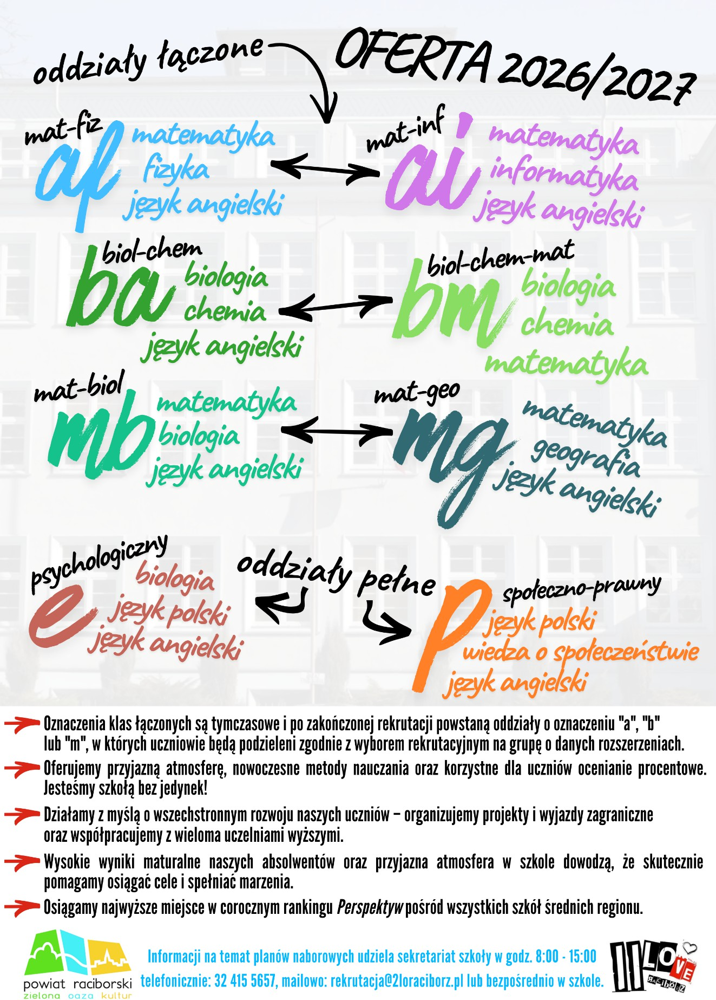 oddziały łączone
OFERTA 2026/2027
mat-fiz
af
matematyka
fizyka
język angielski
mat-inf
ai
matematyka
informatyka
język angielski
biol-chem
ba
biologia
chemia
język angielski
biol-chem-mat
bm
biologia
chemia
matematyka
mat-biol
mb
matematyka
biologia
język angielski
mat-geo
mg
matematyka
geografia
język angielski
psychologiczny
e
biologia
język polski
język angielski
oddziały pełne
społeczno-prawny
p
język polski
wiedza o społeczeństwie
język angielski
Oznaczenia klas łączonych są tymczasowe i po zakończonej rekrutacji powstaną oddziały o oznaczeniu "a", "b"
lub "m", w których uczniowie będą podzieleni zgodnie z wyborem rekrutacyjnym na grupę o danych rozszerzeniach.
Oferujemy przyjazną atmosferę, nowoczesne metody nauczania oraz korzystne dla uczniów ocenianie procentowe.
Jesteśmy szkołą bez jedynek!
Działamy z myślą o wszechstronnym rozwoju naszych uczniów – organizujemy projekty i wyjazdy zagraniczne
oraz współpracujemy z wieloma uczelniami wyższymi.
Wysokie wyniki maturalne naszych absolwentów oraz przyjazna atmosfera w szkole dowodzą, że skutecznie
pomagamy osiągać cele i spełniać marzenia.
Osiągamy najwyższe miejsce w corocznym rankingu Perspektyw pośród wszystkich szkół średnich regionu.
powiat raciborski
zielona oaza kultur
Informacji na temat planów naborowych udziela sekretariat szkoły w godz. 8:00 - 15:00
telefonicznie: 32 415 5657, mailowo: rekrutacja@2loraciborz.pl lub bezpośrednio w szkole.
II LOVE
RACIBÓRZ